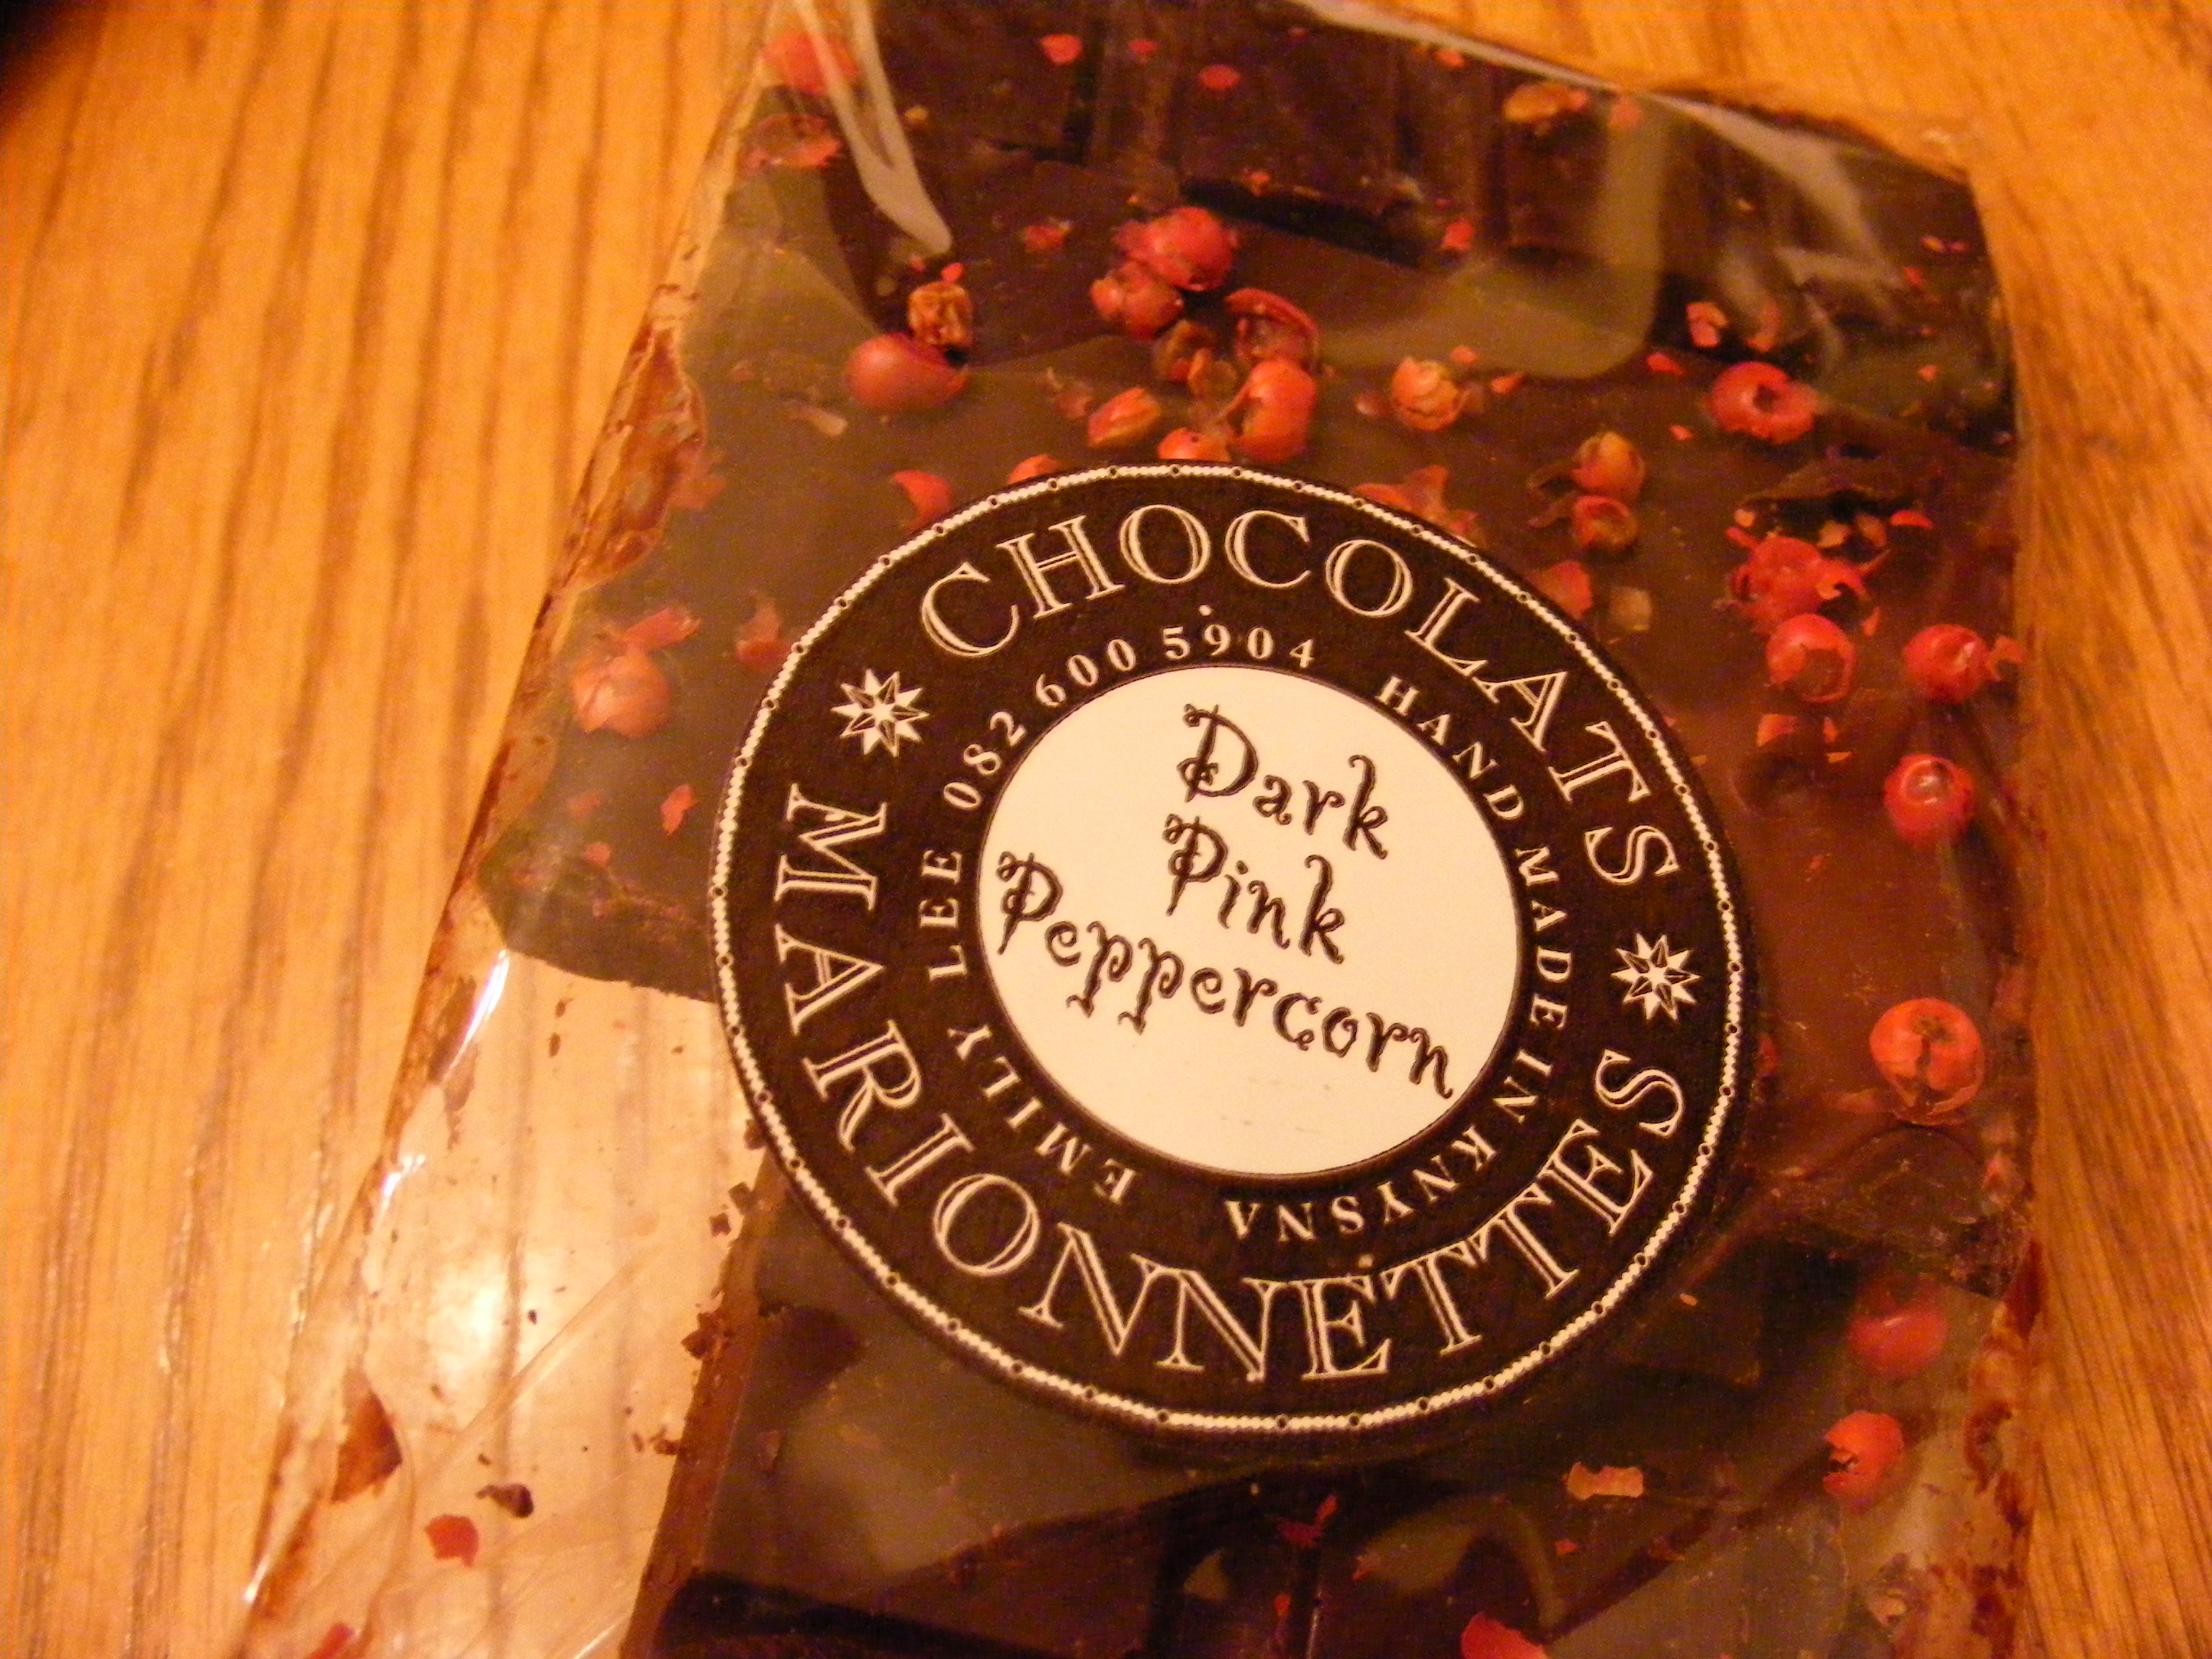 CHOCOLATS
MARIONNETTES
EMILY LEE 082 600 5904 HAND MADE IN KNYSNA
Dark
Pink
Peppercorn